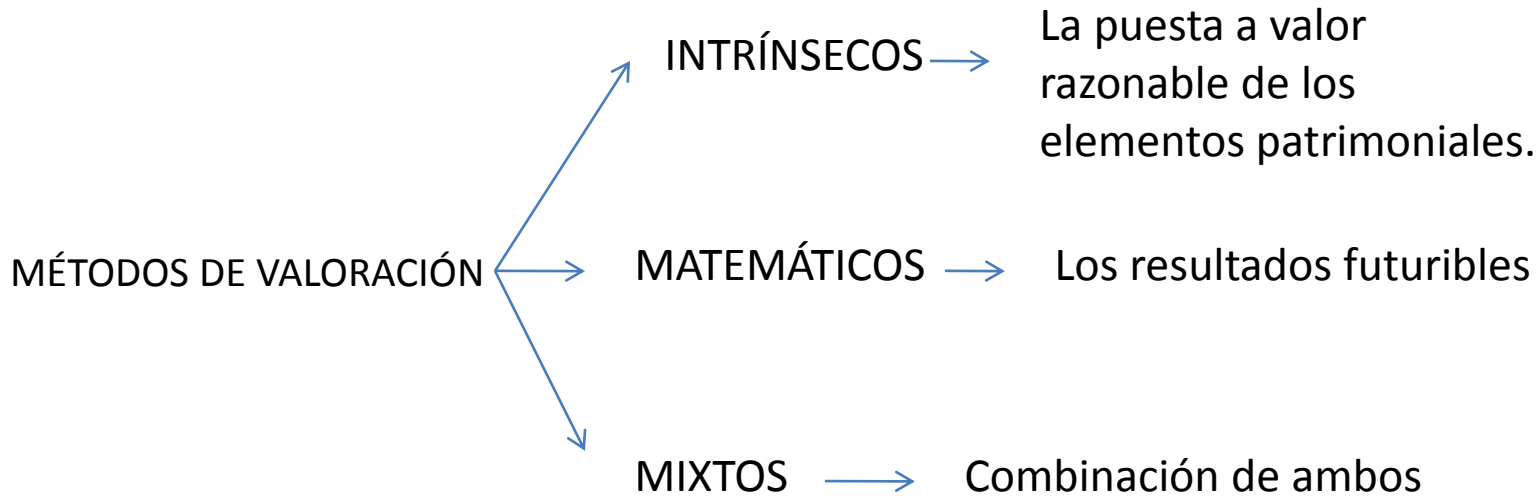 INTRÍNSECOS
La puesta a valor
razonable de los
elementos patrimoniales.
MÉTODOS DE VALORACIÓN
MATEMÁTICOS
Los resultados futuribles
MIXTOS
Combinación de ambos